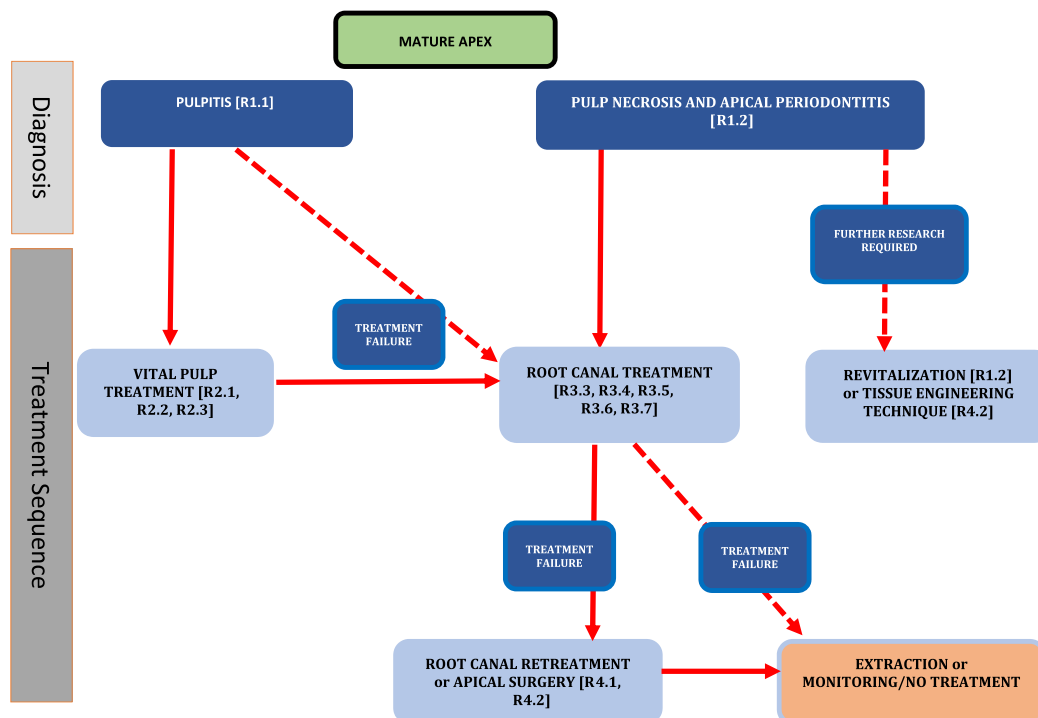 MATURE APEX
Diagnosis
PULPITIS [R1.1]
PULP NECROSIS AND APICAL PERIODONTITIS
[R1.2]
FURTHER RESEARCH
REQUIRED
Treatment Sequence
TREATMENT
FAILURE
VITAL PULP
TREATMENT [R2.1,
R2.2, R2.3]
ROOT CANAL TREATMENT
[R3.3, R3.4, R3.5,
R3.6, R3.7]
REVITALIZATION [R1.2]
or TISSUE ENGINEERING
TECHNIQUE [R4.2]
TREATMENT
FAILURE
TREATMENT
FAILURE
ROOT CANAL RETREATMENT
or APICAL SURGERY [R4.1,
R4.2]
EXTRACTION or
MONITORING/NO TREATMENT